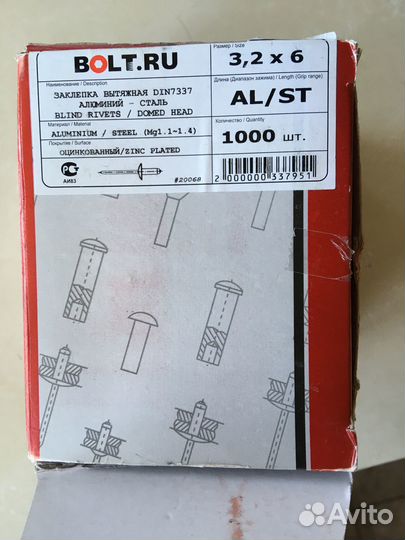 BOLT.RU
Размер / Size
3,2 x 6
Наименование / Description
ЗАКЛЕПКА ВЫТЯЖНАЯ DIN7337
АЛЮМИНИЙ - СТАЛЬ
BLIND RIVETS / DOMED HEAD
Длина (Диапазон зажима) / Length (Grip range)
AL/ST
Материал / Material
ALUMINIUM / STEEL (Mg1.1~1.4)
Количество / Quantity
1000 шт.
Покрытие / Surface
ОЦИНКОВАННЫЙ/ZINC PLATED
АИ83
#20068
2 000000 337951
Avito